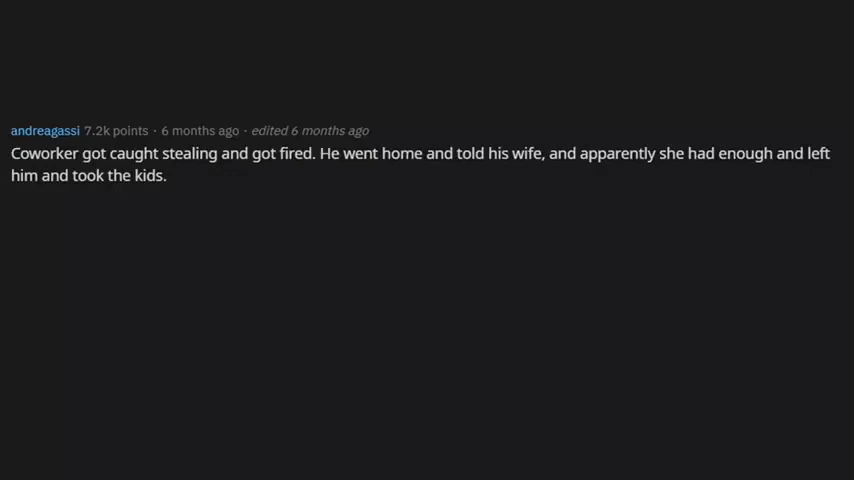 andreagassi 7.2k points · 6 months ago · edited 6 months ago
Coworker got caught stealing and got fired. He went home and told his wife, and apparently she had enough and left
him and took the kids.